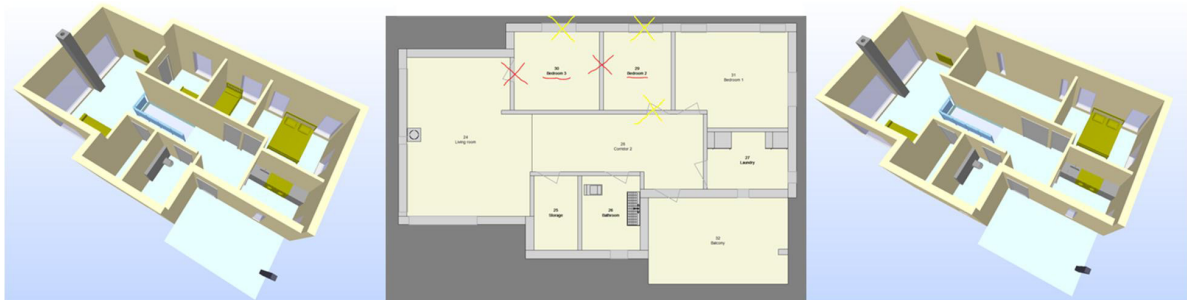 30
Bedroom 3
29
Bedroom 2
31
Bedroom 1
24
Living room
28
Corridor 2
27
Laundry
25
Storage
26
Bathroom
32
Balcony